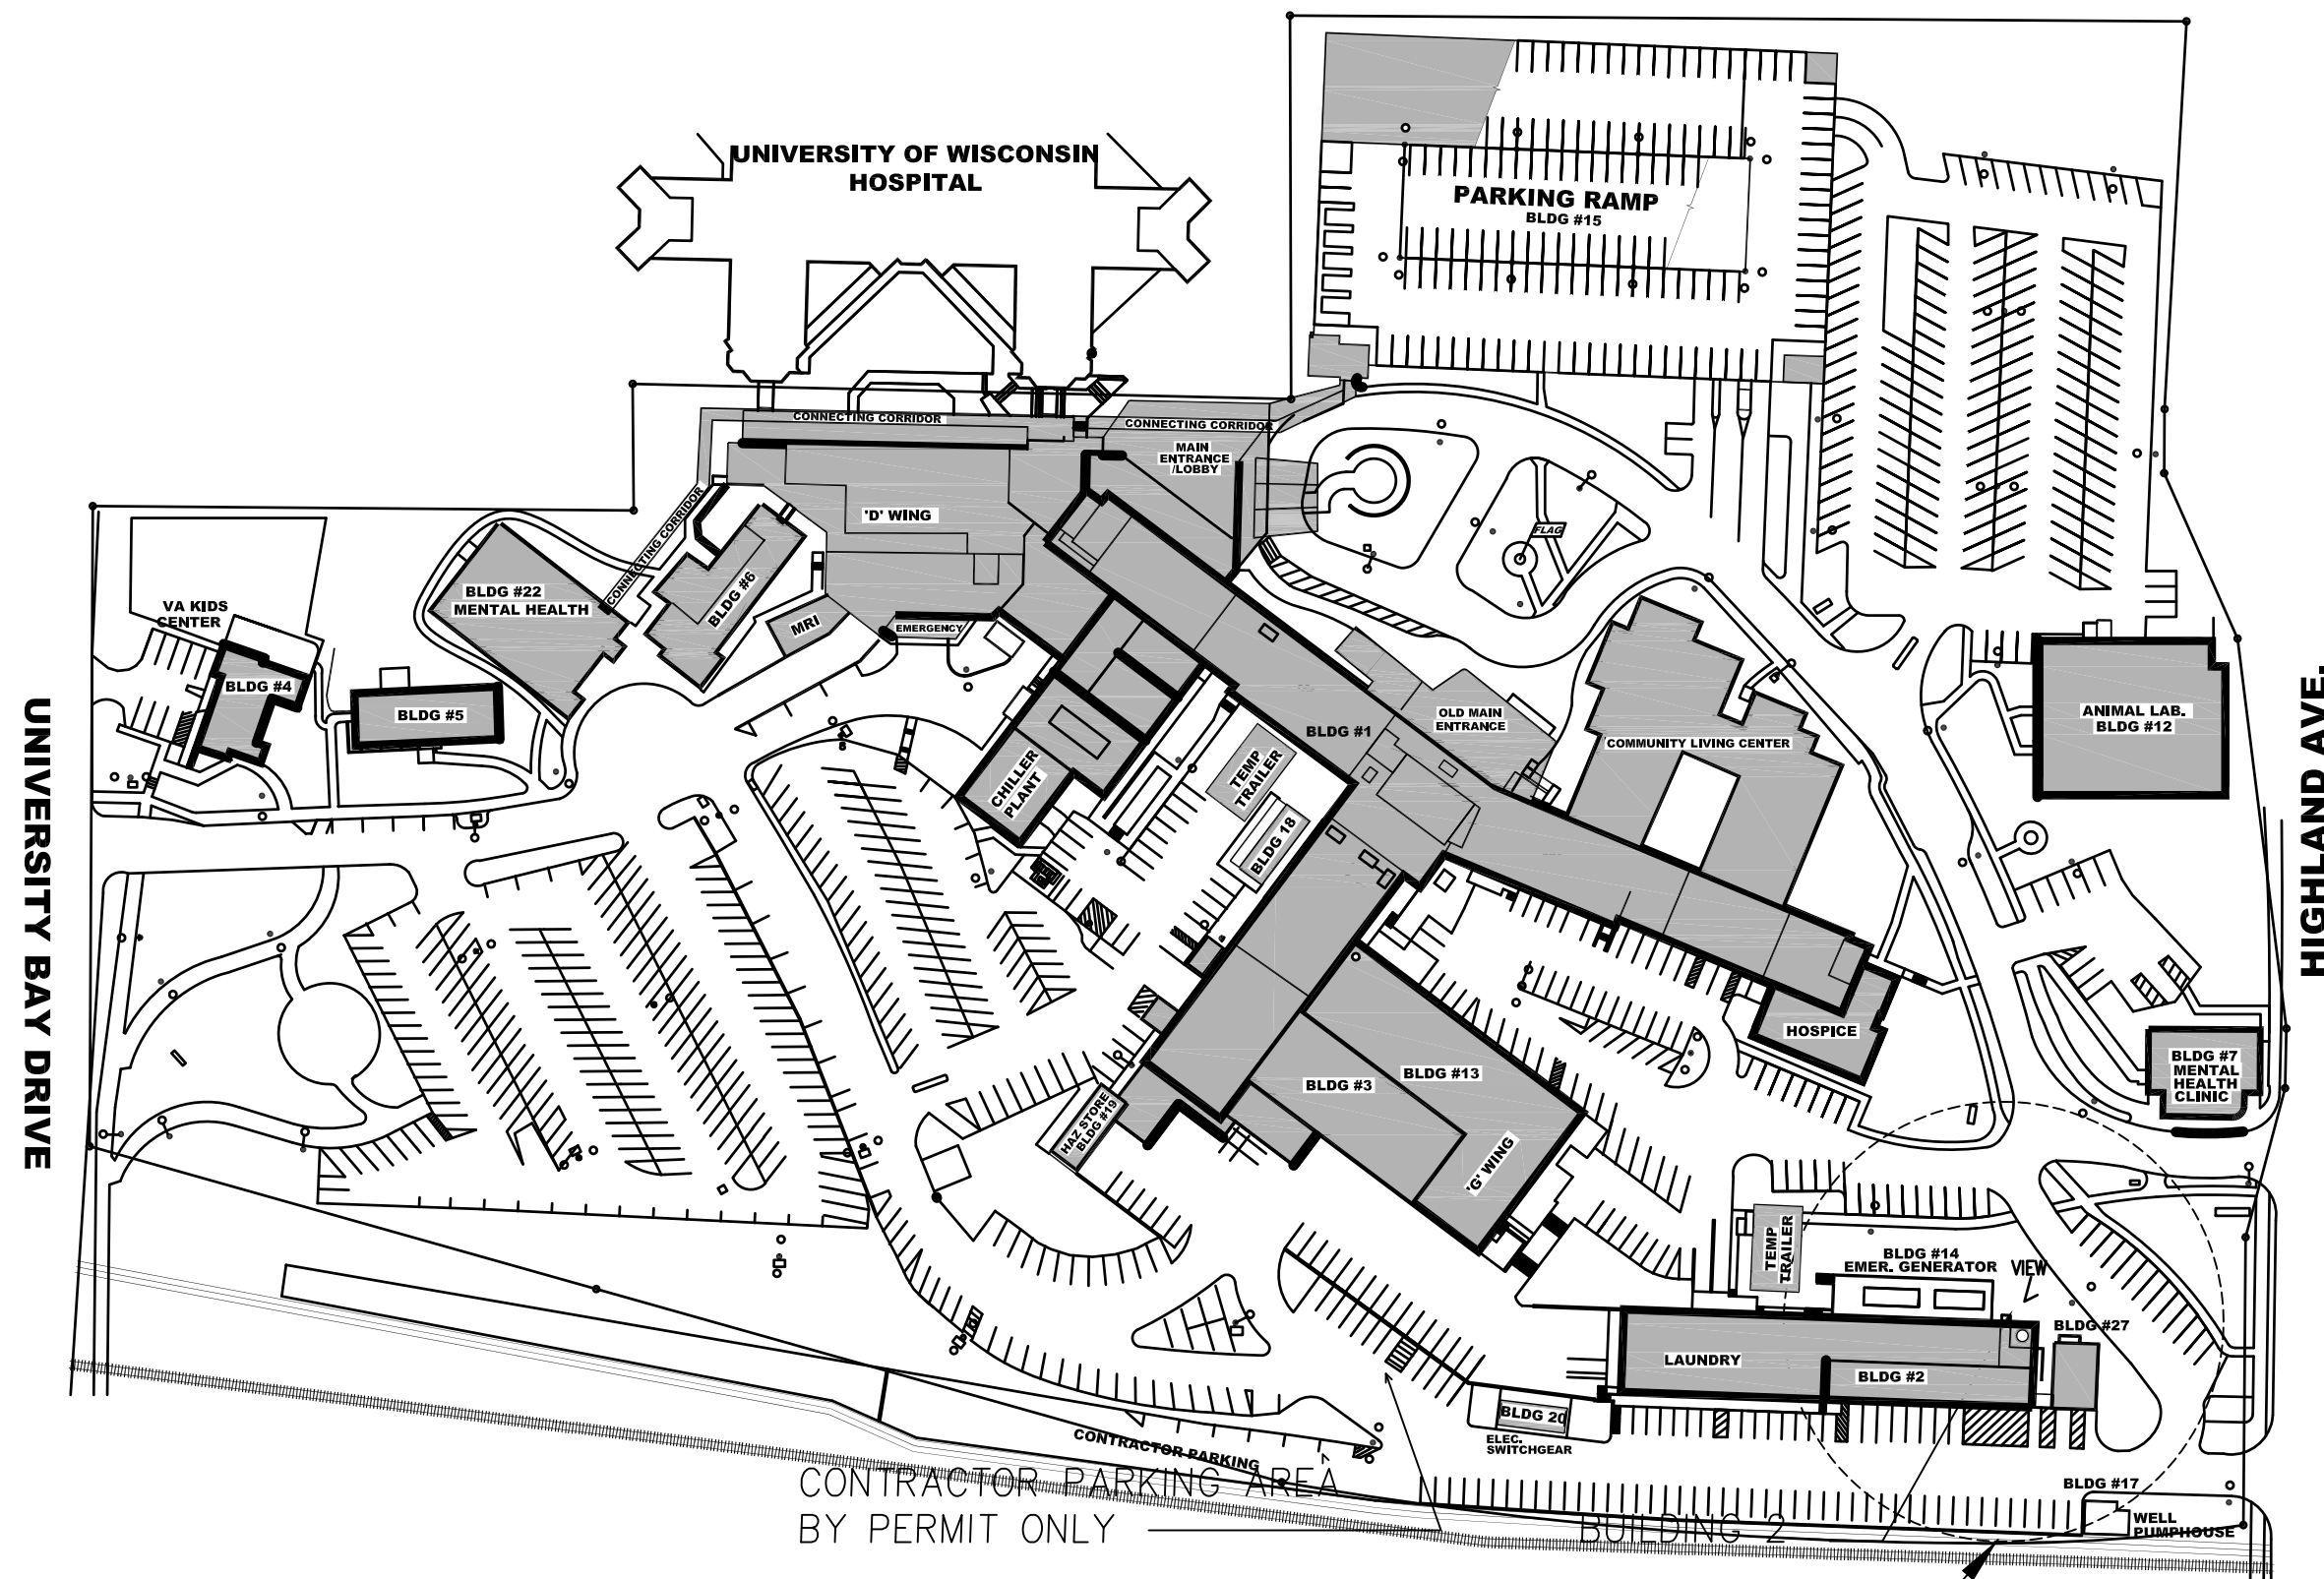 UNIVERSITY OF WISCONSIN
HOSPITAL
PARKING RAMP
BLDG #15
CONNECTING CORRIDOR
CONNECTING CORRIDOR
MAIN
ENTRANCE
/LOBBY
'D' WING
CONNECTING CORRIDOR
FLAG
BLDG #22
MENTAL HEALTH
BLDG #6
VA KIDS
CENTER
MRI
EMERGENCY
BLDG #4
BLDG #5
OLD MAIN
ENTRANCE
BLDG #1
COMMUNITY LIVING CENTER
ANIMAL LAB.
BLDG #12
UNIVERSITY BAY DRIVE
HIGHLAND AVE.
CHILLER
PLANT
TEMP
TRAILER
BLDG 18
HOSPICE
BLDG #7
MENTAL
HEALTH
CLINIC
BLDG #13
BLDG #3
HAZ STORE
BLDG #19
'G' WING
TEMP
TRAILER
BLDG #14
EMER. GENERATOR
VIEW
BLDG #27
LAUNDRY
BLDG #2
BLDG 20
ELEC.
SWITCHGEAR
CONTRACTOR PARKING
CONTRACTOR PARKING AREA
BY PERMIT ONLY
BUILDING 2
BLDG #17
WELL
PUMPHOUSE